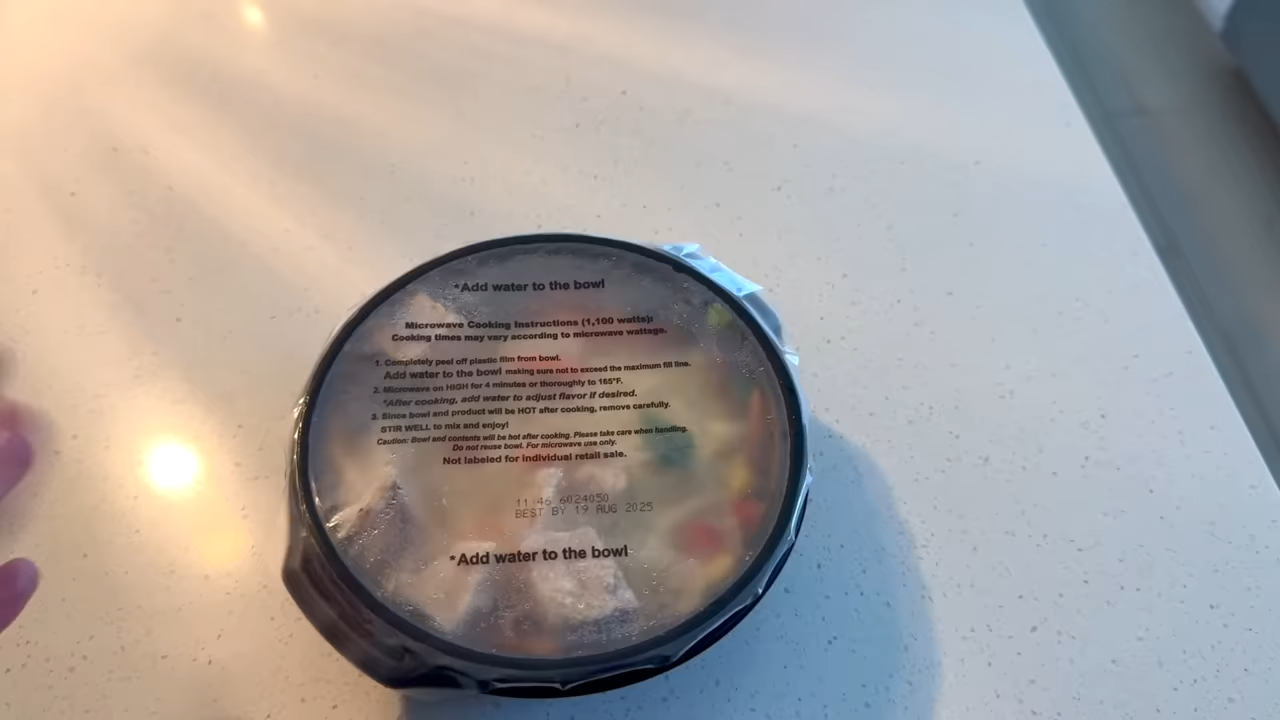 *Add water to the bowl
Microwave Cooking Instructions (1,100 watts):
Cooking times may vary according to microwave wattage.
1. Completely peel off plastic film from bowl.
Add water to the bowl making sure not to exceed the maximum fill line.
2. Microwave on HIGH for 4 minutes or thoroughly to 165°F.
*After cooking, add water to adjust flavor if desired.
3. Since bowl and product will be HOT after cooking, remove carefully.
STIR WELL to mix and enjoy!
Caution: Bowl and contents will be hot after cooking. Please take care when handling.
Do not reuse bowl. For microwave use only.
Not labeled for individual retail sale.
11:46 6024050
BEST BY 19 AUG 2025
*Add water to the bowl